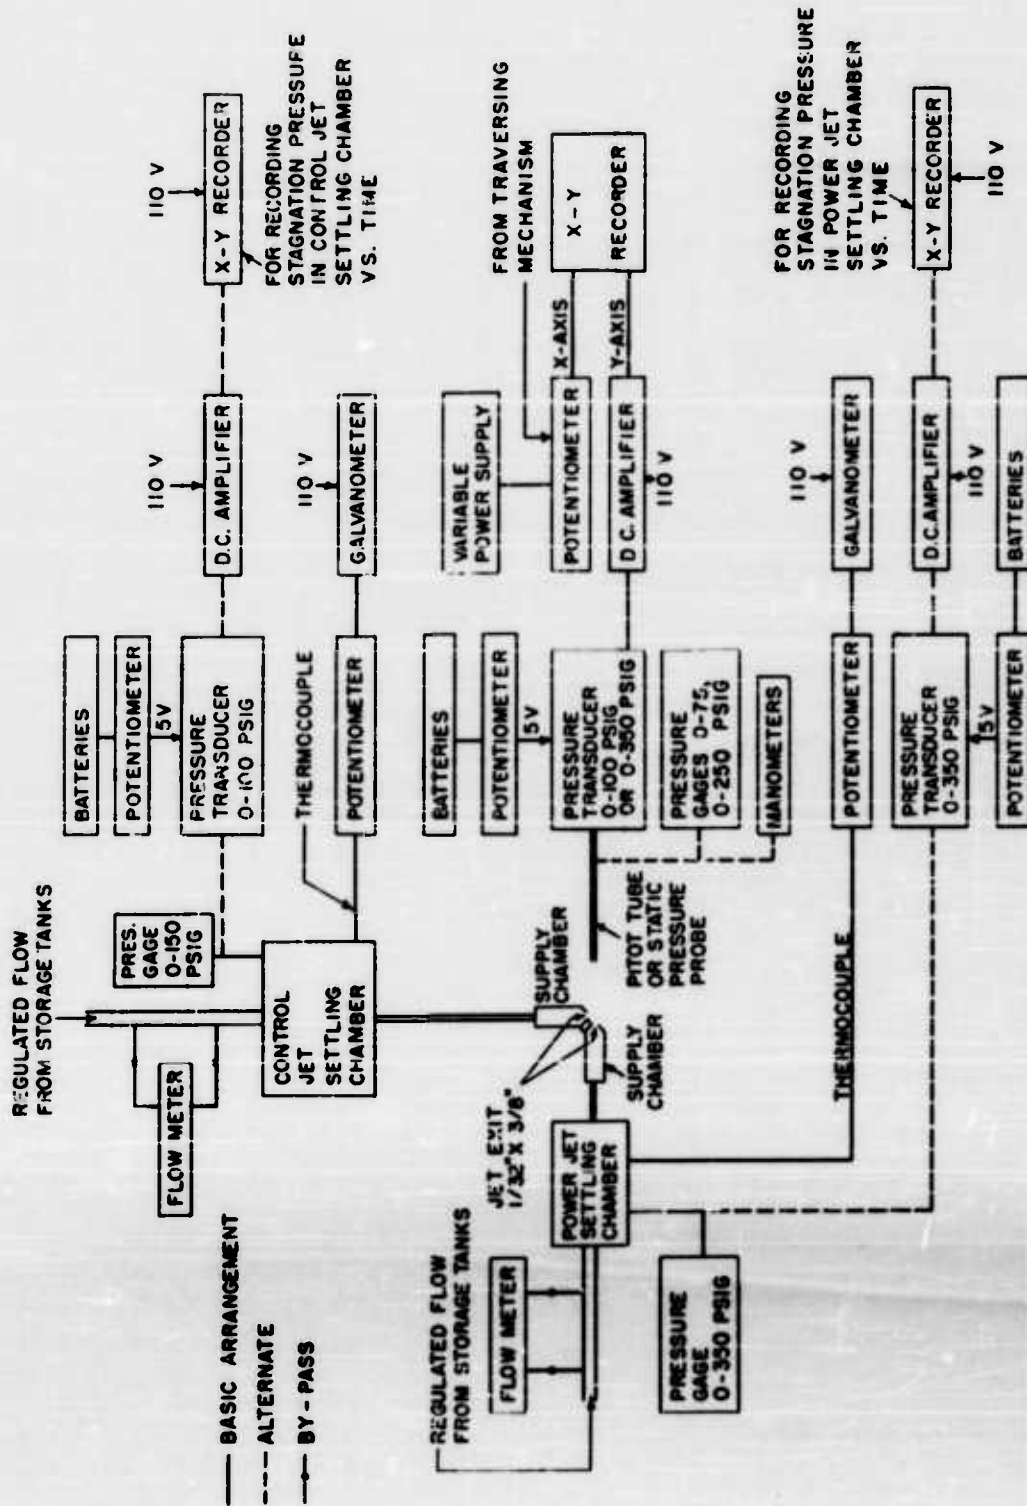 REGULATED FLOW
FROM STORAGE TANKS
FLOW METER
PRES.
GAGE
0-150
PSIG
CONTROL
JET
SETTLING
CHAMBER
BATTERIES
POTENTIOMETER
5V
PRESSURE
TRANSDUCER
0-100 PSIG
110 V
D.C. AMPLIFIER
110 V
X-Y RECORDER
FOR RECORDING
STAGNATION PRESSURE
IN CONTROL JET
SETTLING CHAMBER
VS. TIME
THERMOCOUPLE
POTENTIOMETER
110 V
GALVANOMETER
BASIC ARRANGEMENT
ALTERNATE
BY-PASS
REGULATED FLOW
FROM STORAGE TANKS
FLOW METER
JET EXIT
1/32" X 3/8"
POWER JET
SETTLING
CHAMBER
SUPPLY
CHAMBER
SUPPLY
CHAMBER
PITOT TUBE
OR STATIC
PRESSURE
PROBE
BATTERIES
POTENTIOMETER
5V
PRESSURE
TRANSDUCER
0-100 PSIG
OR 0-350 PSIG
PRESSURE
GAGES 0-75,
0-250 PSIG
MANOMETERS
VARIABLE
POWER SUPPLY
FROM TRAVERSING
MECHANISM
POTENTIOMETER
X-AXIS
D.C. AMPLIFIER
Y-AXIS
110 V
X-Y
RECORDER
PRESSURE
GAGE
0-350 PSIG
THERMOCOUPLE
POTENTIOMETER
110 V
GALVANOMETER
PRESSURE
TRANSDUCER
0-350 PSIG
5V
POTENTIOMETER
D.C. AMPLIFIER
110 V
BATTERIES
FOR RECORDING
STAGNATION PRESSURE
IN POWER JET
SETTLING CHAMBER
VS. TIME
X-Y RECORDER
110 V